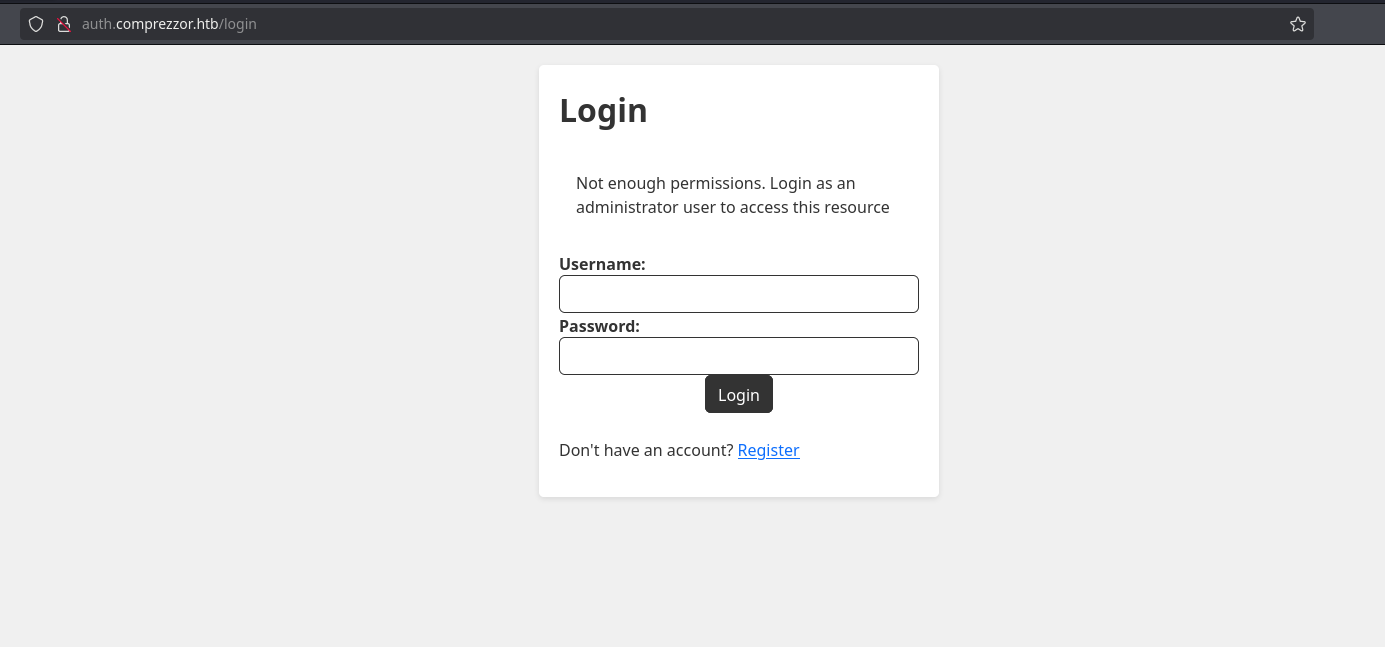 auth.comprezzor.htb/login
Login
Not enough permissions. Login as an
administrator user to access this resource
Username:
Password:
Login
Don't have an account? Register